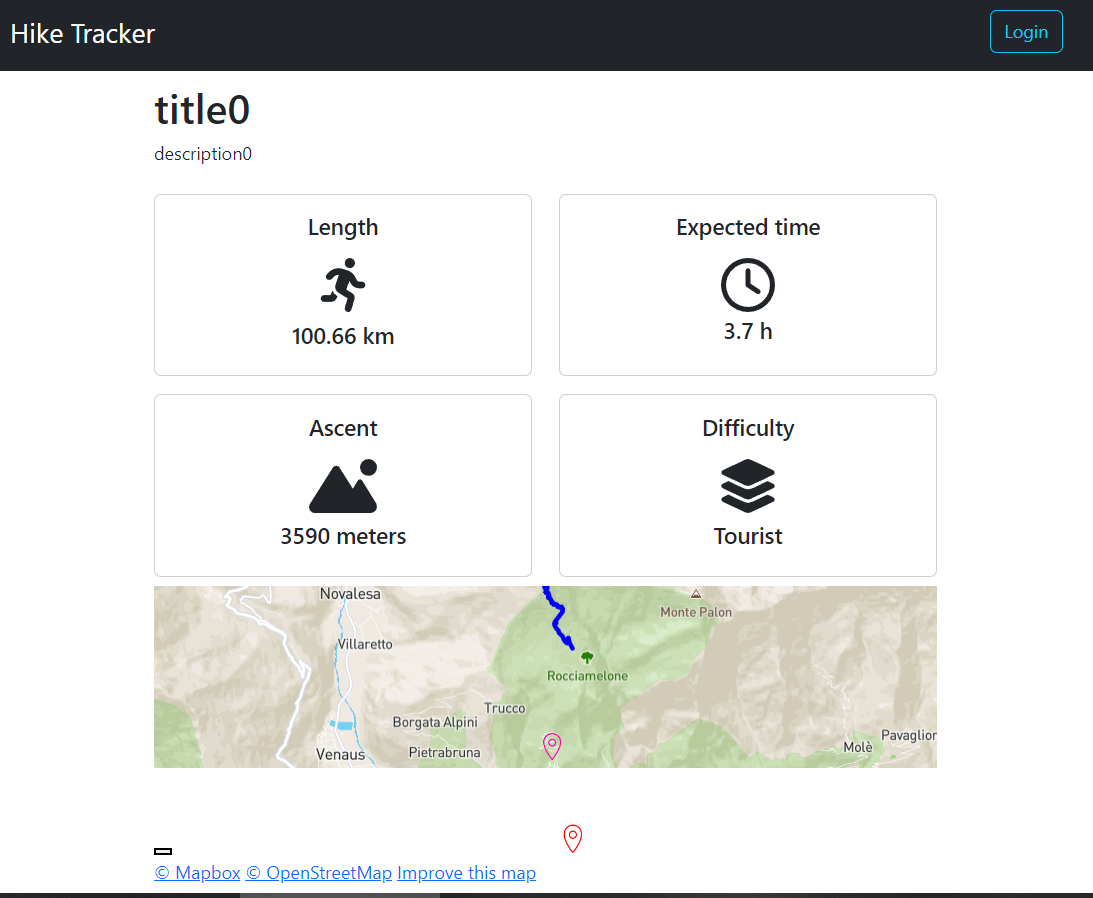 Hike Tracker
Login
title0
description0
Length
Expected time
100.66 km
3.7 h
Ascent
Difficulty
3590 meters
Tourist
Novalesa
Monte Palon
Villaretto
Rocciamelone
Trucco
Borgata Alpini
Pavaglion
Venaus
Pietrabruna
Molè
© Mapbox © OpenStreetMap Improve this map